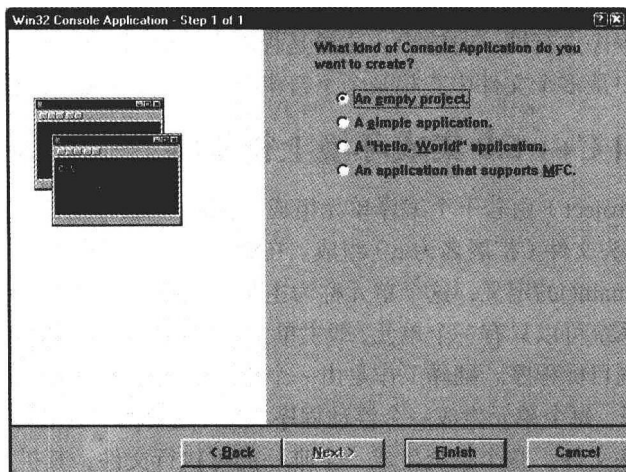 Win32 Console Application - Step 1 of 1
What kind of Console Application do you
want to create?
An empty project.
A simple application.
A "Hello, World!" application.
An application that supports MFC.
< Back
Next >
Finish
Cancel